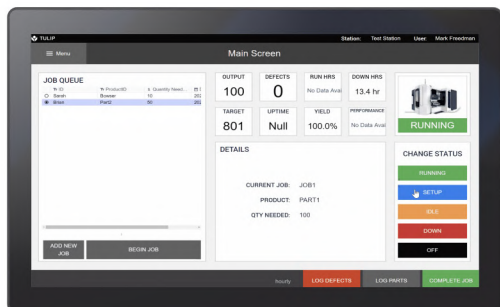 TULIP
Station: Test Station User: Mark Freedman
Menu
Main Screen
JOB QUEUE
ID ProductID Quantity Need...
Sarah Bowser 10
Brian Part2 50
ADD NEW JOB
BEGIN JOB
OUTPUT
100
DEFECTS
0
RUN HRS
No Data Avai
DOWN HRS
13.4 hr
TARGET
801
UPTIME
Null
YIELD
100.0%
PERFORMANCE
No Data Avai
RUNNING
DETAILS
CURRENT JOB: JOB1
PRODUCT: PART1
QTY NEEDED: 100
CHANGE STATUS
RUNNING
SETUP
IDLE
DOWN
OFF
hourly
LOG DEFECTS
LOG PARTS
COMPLETE JOB